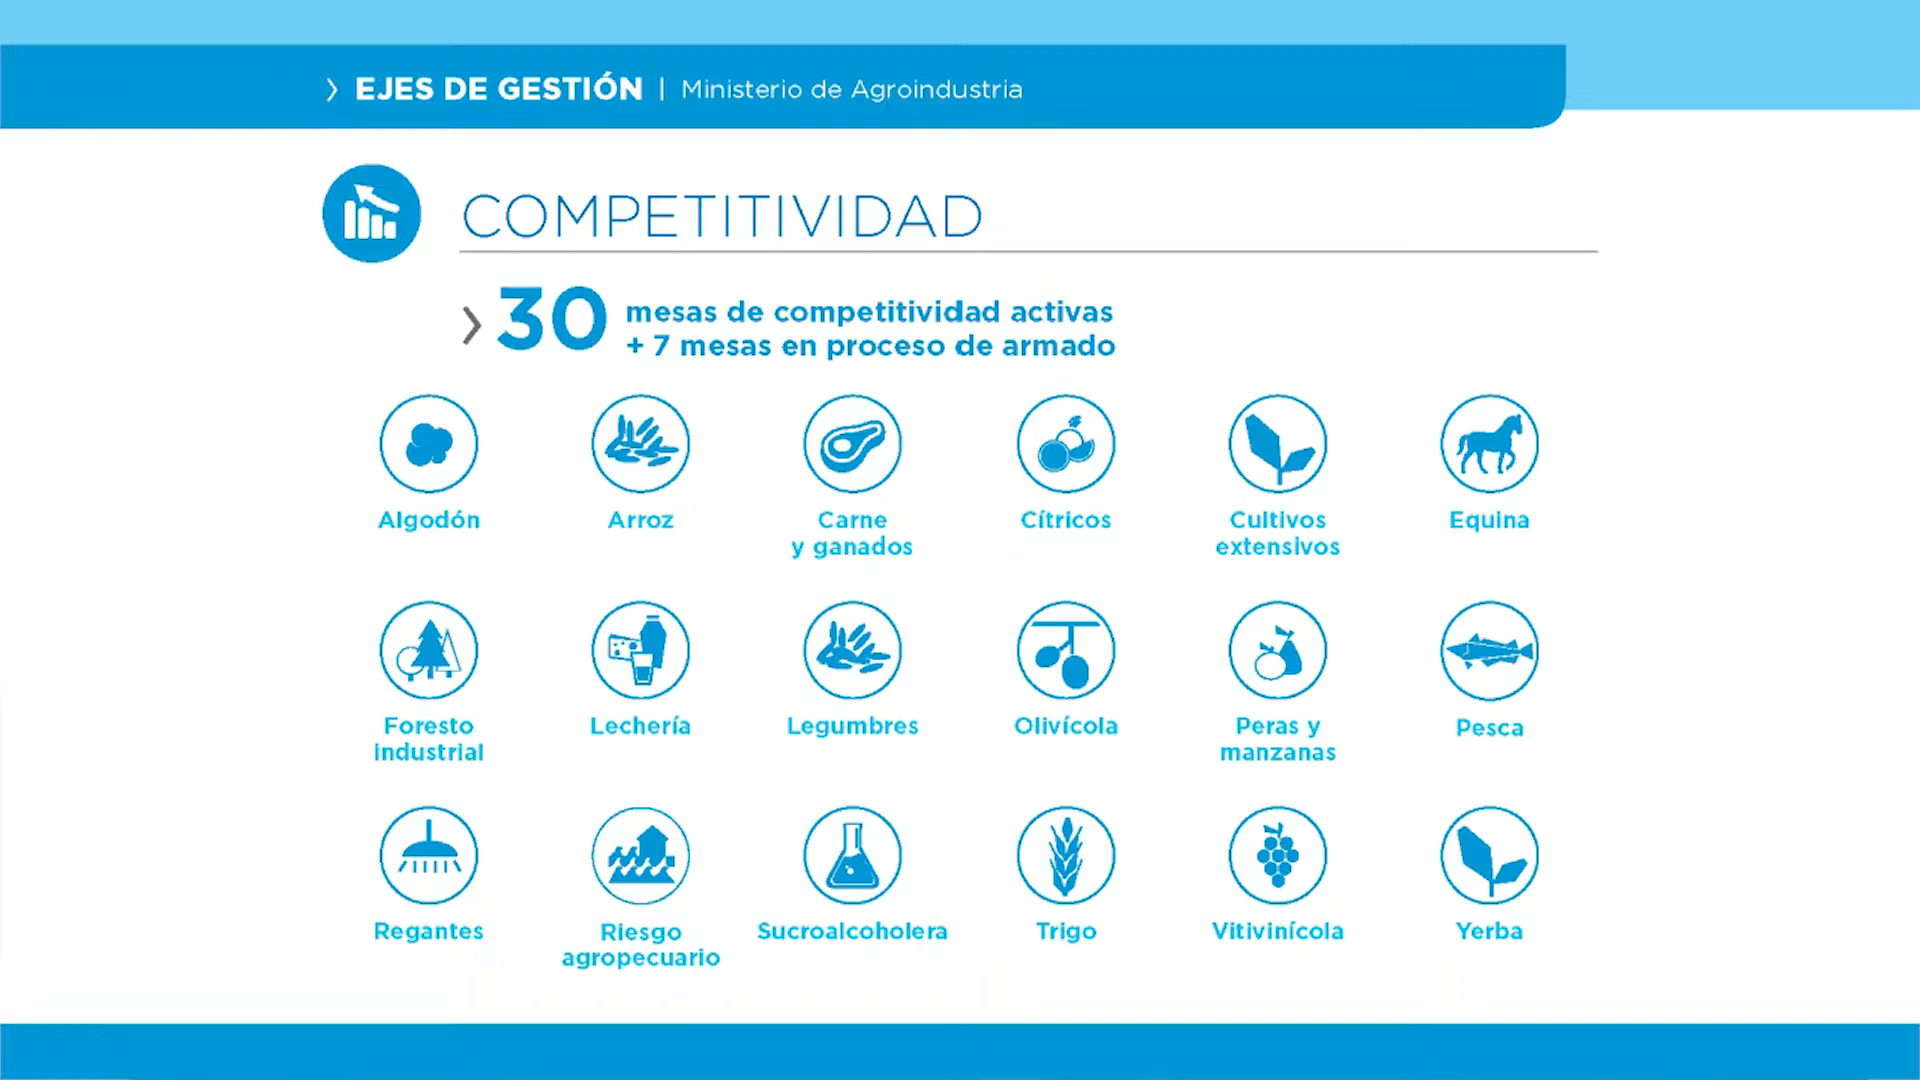 › EJES DE GESTIÓN | Ministerio de Agroindustria
COMPETITIVIDAD
› 30 mesas de competitividad activas
+ 7 mesas en proceso de armado
Algodón
Arroz
Carne
y ganados
Cítricos
Cultivos
extensivos
Equina
Foresto
industrial
Lechería
Legumbres
Olivícola
Peras y
manzanas
Pesca
Regantes
Riesgo
agropecuario
Sucroalcoholera
Trigo
Vitivinícola
Yerba